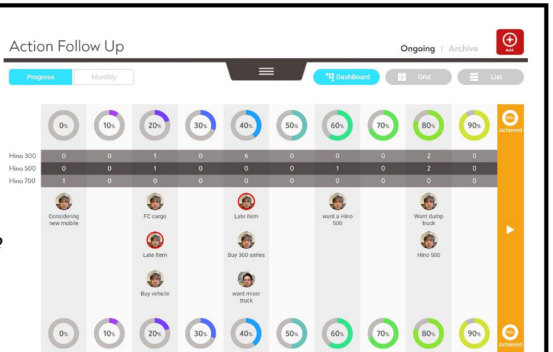 Action Follow Up
Ongoing | Archive
Add
Progress
Monthly
Dashboard
Grid
List
0% 10% 20% 30% 40% 50% 60% 70% 80% 90% Achieved
Hino 300 0 0 1 0 6 0 0 0 2 0
Hino 500 0 0 1 0 0 0 1 0 2 0
Hino 700 1 0 0 0 0 0 0 0 0 0
Considering
new mobile
FC cargo
Late Item
want a Hino
500
Want dump
truck
Late Item
Buy 300 series
Hino 500
?
Buy vehicle
want mixer
truck
0% 10% 20% 30% 40% 50% 60% 70% 80% 90% Achieved